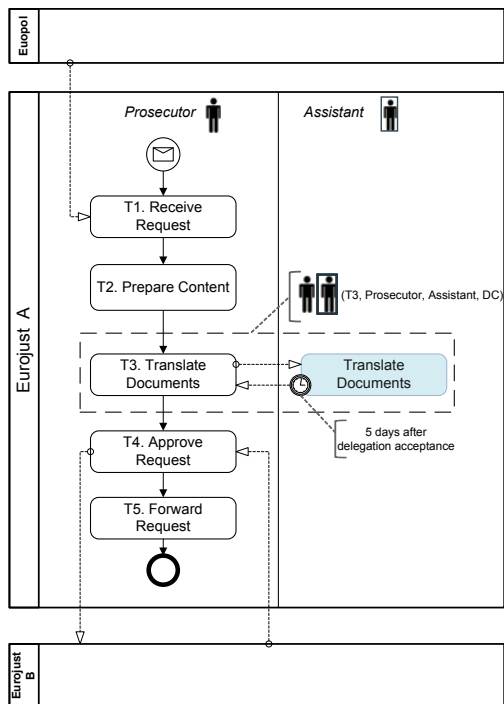 Euopol
Prosecutor
Assistant
Eurojust A
T1. Receive
Request
T2. Prepare Content
(T3, Prosecutor, Assistant, DC)
T3. Translate
Documents
Translate
Documents
5 days after
delegation acceptance
T4. Approve
Request
T5. Forward
Request
Eurojust
B